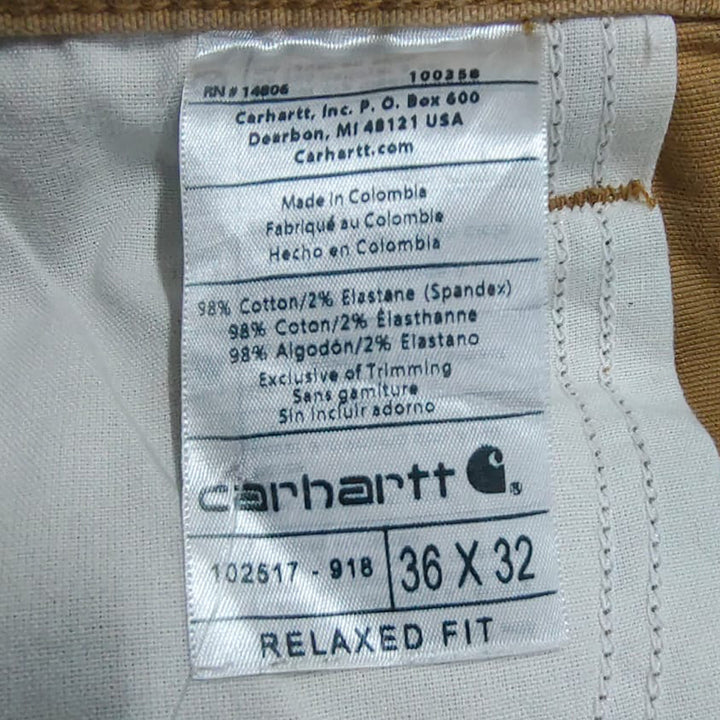 RN # 14806 100358
Carhartt, Inc. P. O. Box 600
Dearbon, MI 48121 USA
Carhartt.com
Made in Colombia
Fabriqué au Colombie
Hecho en Colombia
98% Cotton/2% Elastane (Spandex)
98% Coton/2% Élasthanne
98% Algodón/2% Elastano
Exclusive of Trimming
Sans garniture
Sin incluir adorno
carhartt ®
102517 - 918 36 X 32
RELAXED FIT